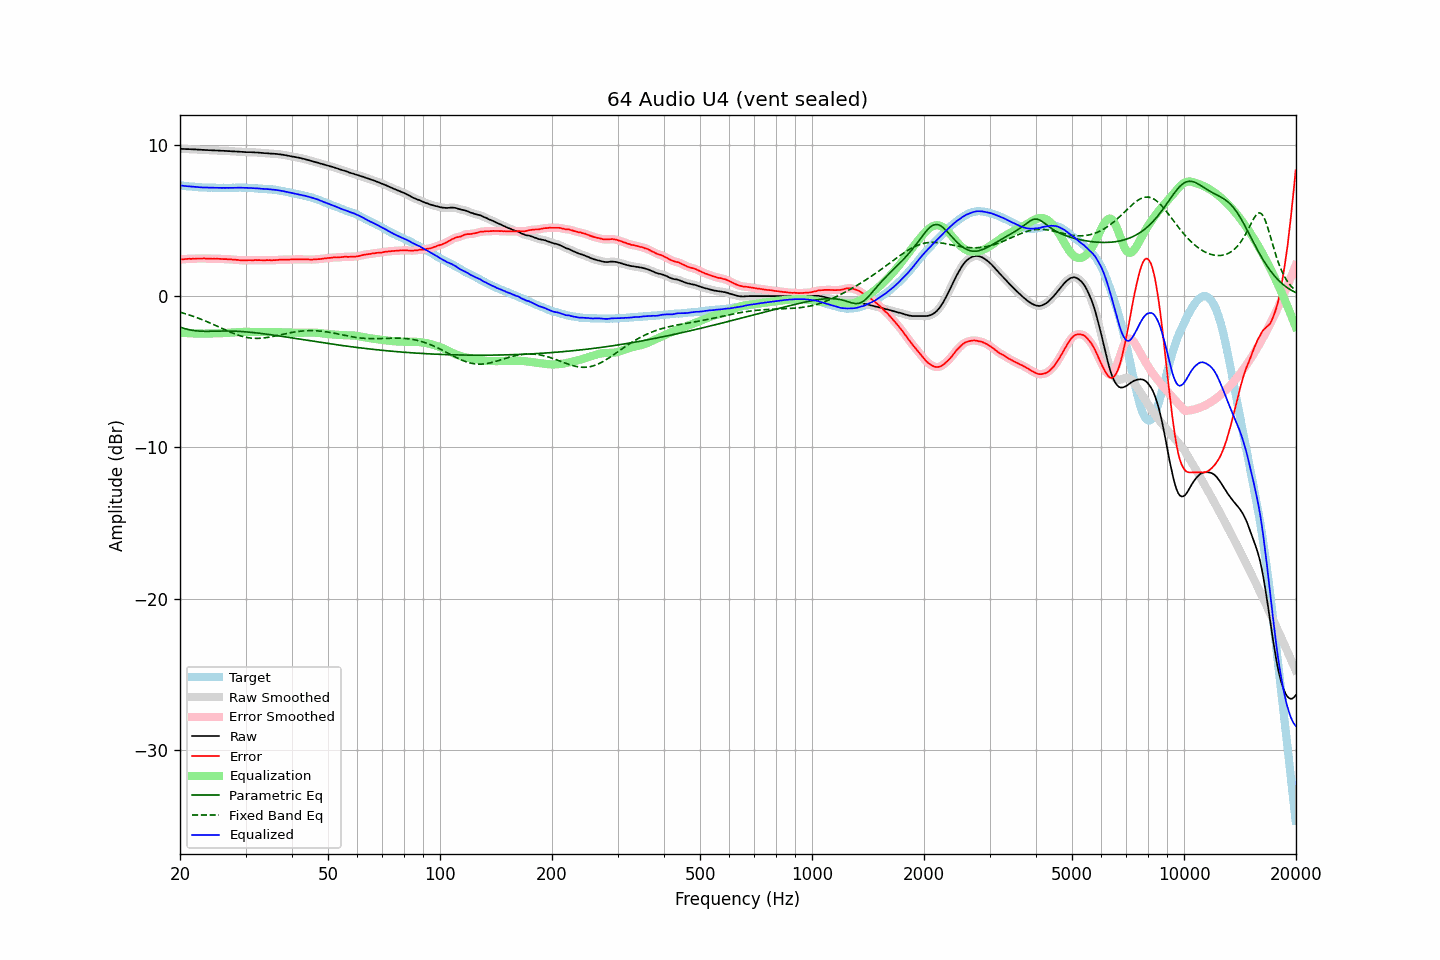 64 Audio U4 (vent sealed)
10
0
−10
−20
−30
Amplitude (dBr)
Target
Raw Smoothed
Error Smoothed
Raw
Error
Equalization
Parametric Eq
Fixed Band Eq
Equalized
20 50 100 200 500 1000 2000 5000 10000 20000
Frequency (Hz)